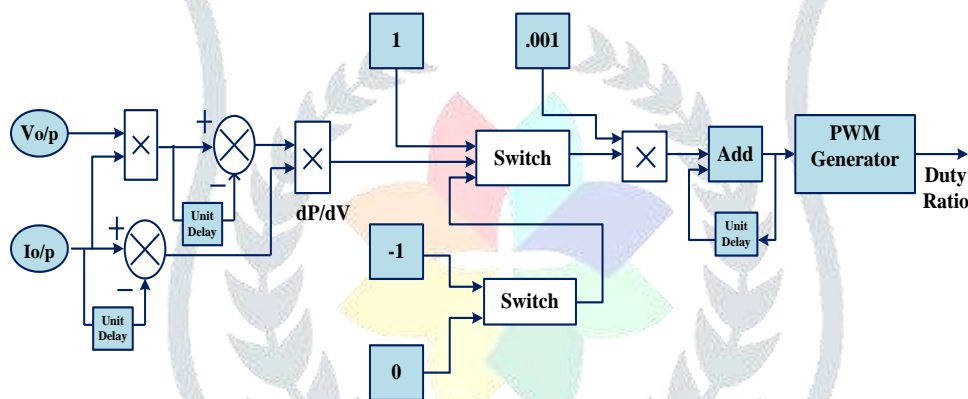 1
.001
Vo/p
+
×
−
Unit
Delay
×
dP/dV
Switch
×
Add
PWM
Generator
Duty
Ratio
Unit
Delay
Io/p
+
−
Unit
Delay
-1
Switch
0